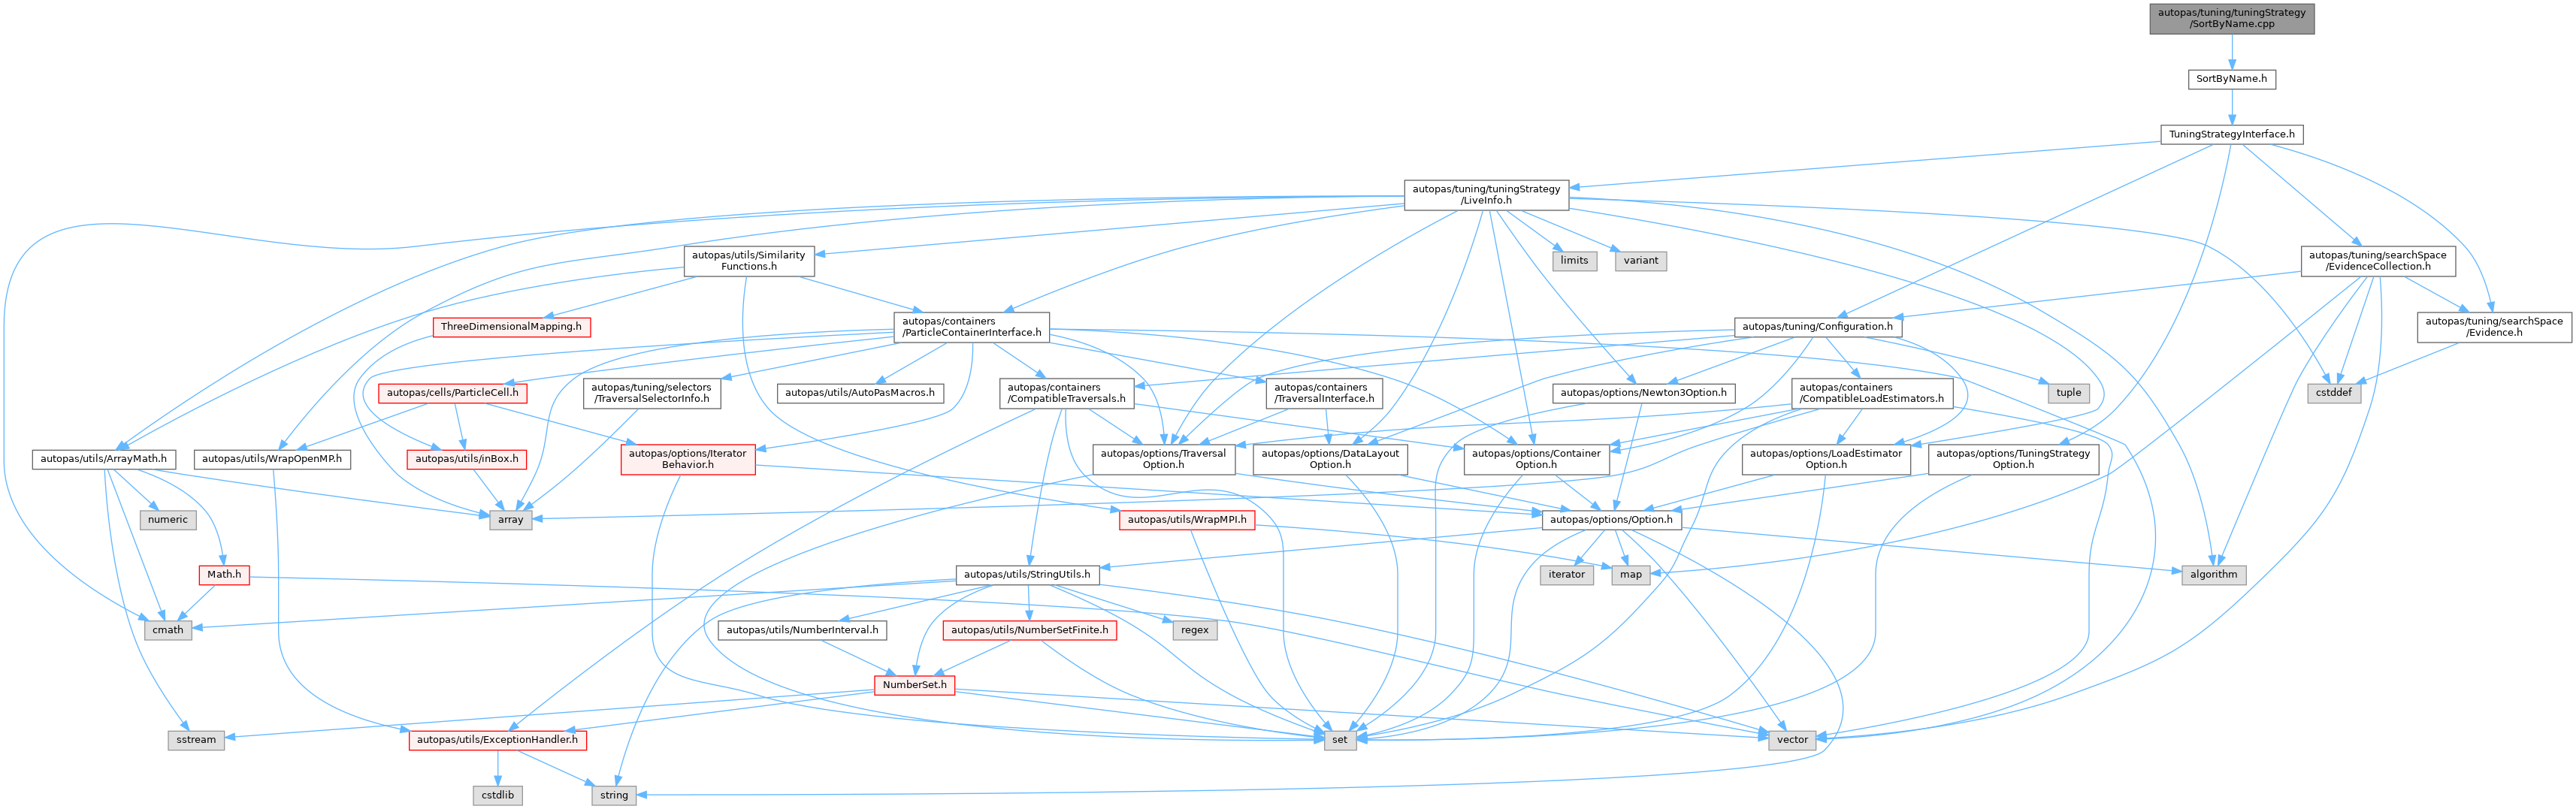 autopas/tuning/tuningStrategy
/SortByName.cpp
SortByName.h
TuningStrategyInterface.h
autopas/tuning/tuningStrategy
/LiveInfo.h
autopas/utils/Similarity
Functions.h
limits
variant
autopas/tuning/searchSpace
/EvidenceCollection.h
ThreeDimensionalMapping.h
autopas/containers
/ParticleContainerInterface.h
autopas/tuning/Configuration.h
autopas/tuning/searchSpace
/Evidence.h
autopas/cells/ParticleCell.h
autopas/tuning/selectors
/TraversalSelectorInfo.h
autopas/utils/AutoPasMacros.h
autopas/containers
/CompatibleTraversals.h
autopas/containers
/TraversalInterface.h
autopas/options/Newton3Option.h
autopas/containers
/CompatibleLoadEstimators.h
tuple
cstddef
autopas/utils/ArrayMath.h
autopas/utils/WrapOpenMP.h
autopas/utils/inBox.h
autopas/options/Iterator
Behavior.h
autopas/options/Traversal
Option.h
autopas/options/DataLayout
Option.h
autopas/options/Container
Option.h
autopas/options/LoadEstimator
Option.h
autopas/options/TuningStrategy
Option.h
numeric
array
autopas/utils/WrapMPI.h
autopas/options/Option.h
Math.h
autopas/utils/StringUtils.h
iterator
map
algorithm
cmath
autopas/utils/NumberInterval.h
autopas/utils/NumberSetFinite.h
regex
NumberSet.h
sstream
autopas/utils/ExceptionHandler.h
set
vector
cstdlib
string